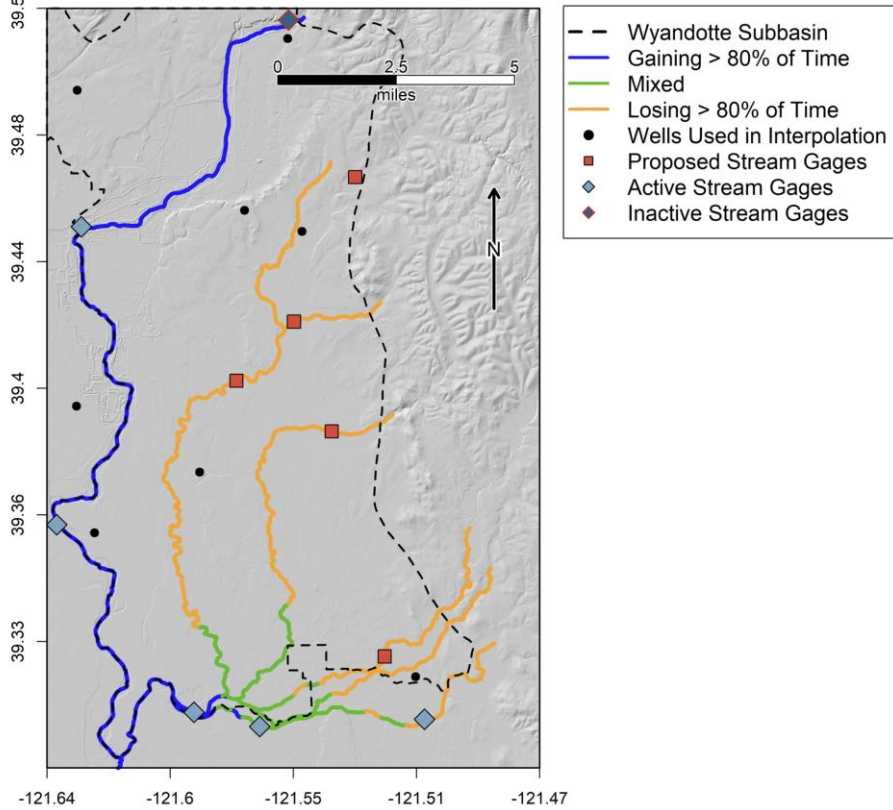 39.5
39.48
39.44
39.4
39.36
39.33
0 2.5 5
miles
N
-121.64 -121.6 -121.55 -121.51 -121.47
Wyandotte Subbasin
Gaining > 80% of Time
Mixed
Losing > 80% of Time
Wells Used in Interpolation
Proposed Stream Gages
Active Stream Gages
Inactive Stream Gages